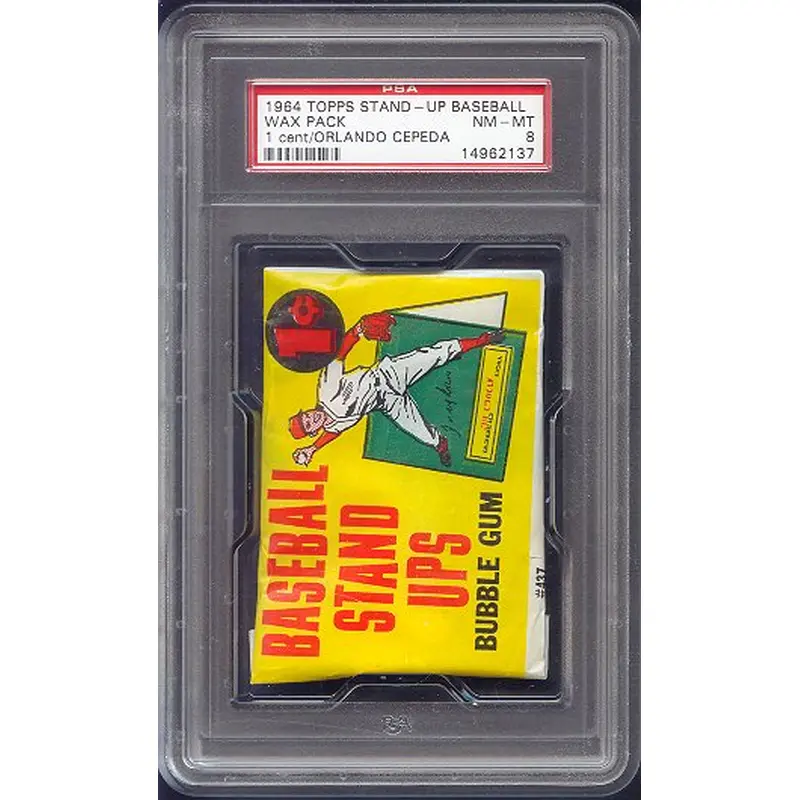 PSA
1964 TOPPS STAND-UP BASEBALL
WAX PACK NM-MT
1 cent/ORLANDO CEPEDA 8
14962137
1¢
BASEBALL
STAND
UPS
BUBBLE GUM
#437
PSA